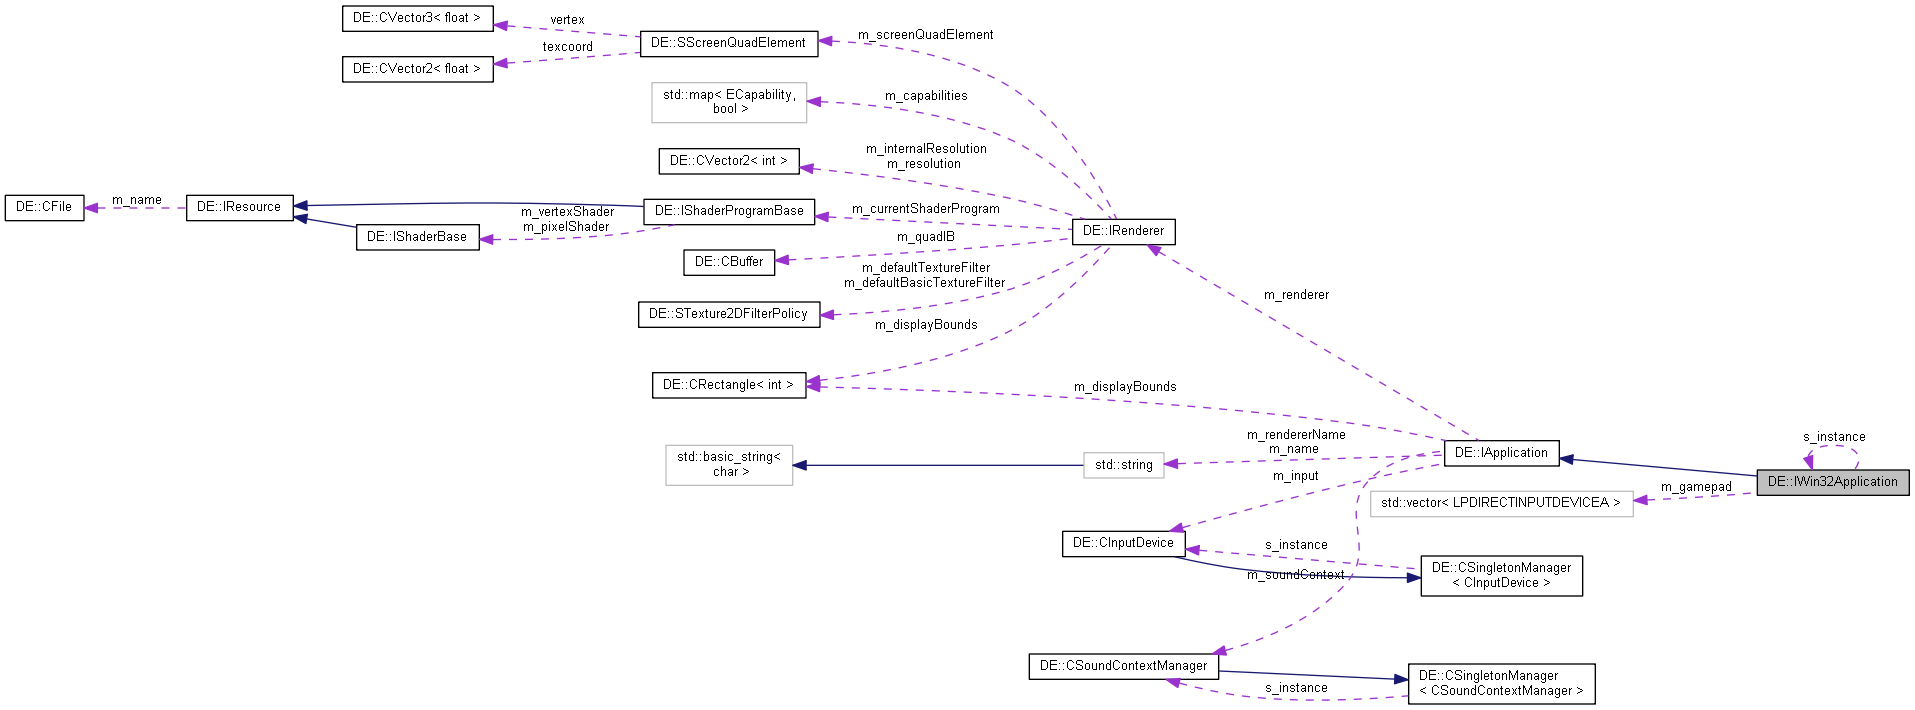 DE::CVector3< float >
vertex
DE::SScreenQuadElement
texcoord
DE::CVector2< float >
m_screenQuadElement
std::map< ECapability,
bool >
m_capabilities
DE::CVector2< int >
m_internalResolution
m_resolution
DE::CFile
m_name
DE::IResource
DE::IShaderProgramBase
m_vertexShader
m_pixelShader
DE::IShaderBase
m_currentShaderProgram
DE::IRenderer
DE::CBuffer
m_quadIB
m_defaultTextureFilter
m_defaultBasicTextureFilter
DE::STexture2DFilterPolicy
m_displayBounds
m_renderer
DE::CRectangle< int >
m_displayBounds
std::basic_string<
char >
std::string
m_rendererName
m_name
DE::IApplication
s_instance
DE::IWin32Application
m_input
m_gamepad
std::vector< LPDIRECTINPUTDEVICEA >
DE::CInputDevice
s_instance
DE::CSingletonManager
< CInputDevice >
m_soundContext
DE::CSoundContextManager
s_instance
DE::CSingletonManager
< CSoundContextManager >